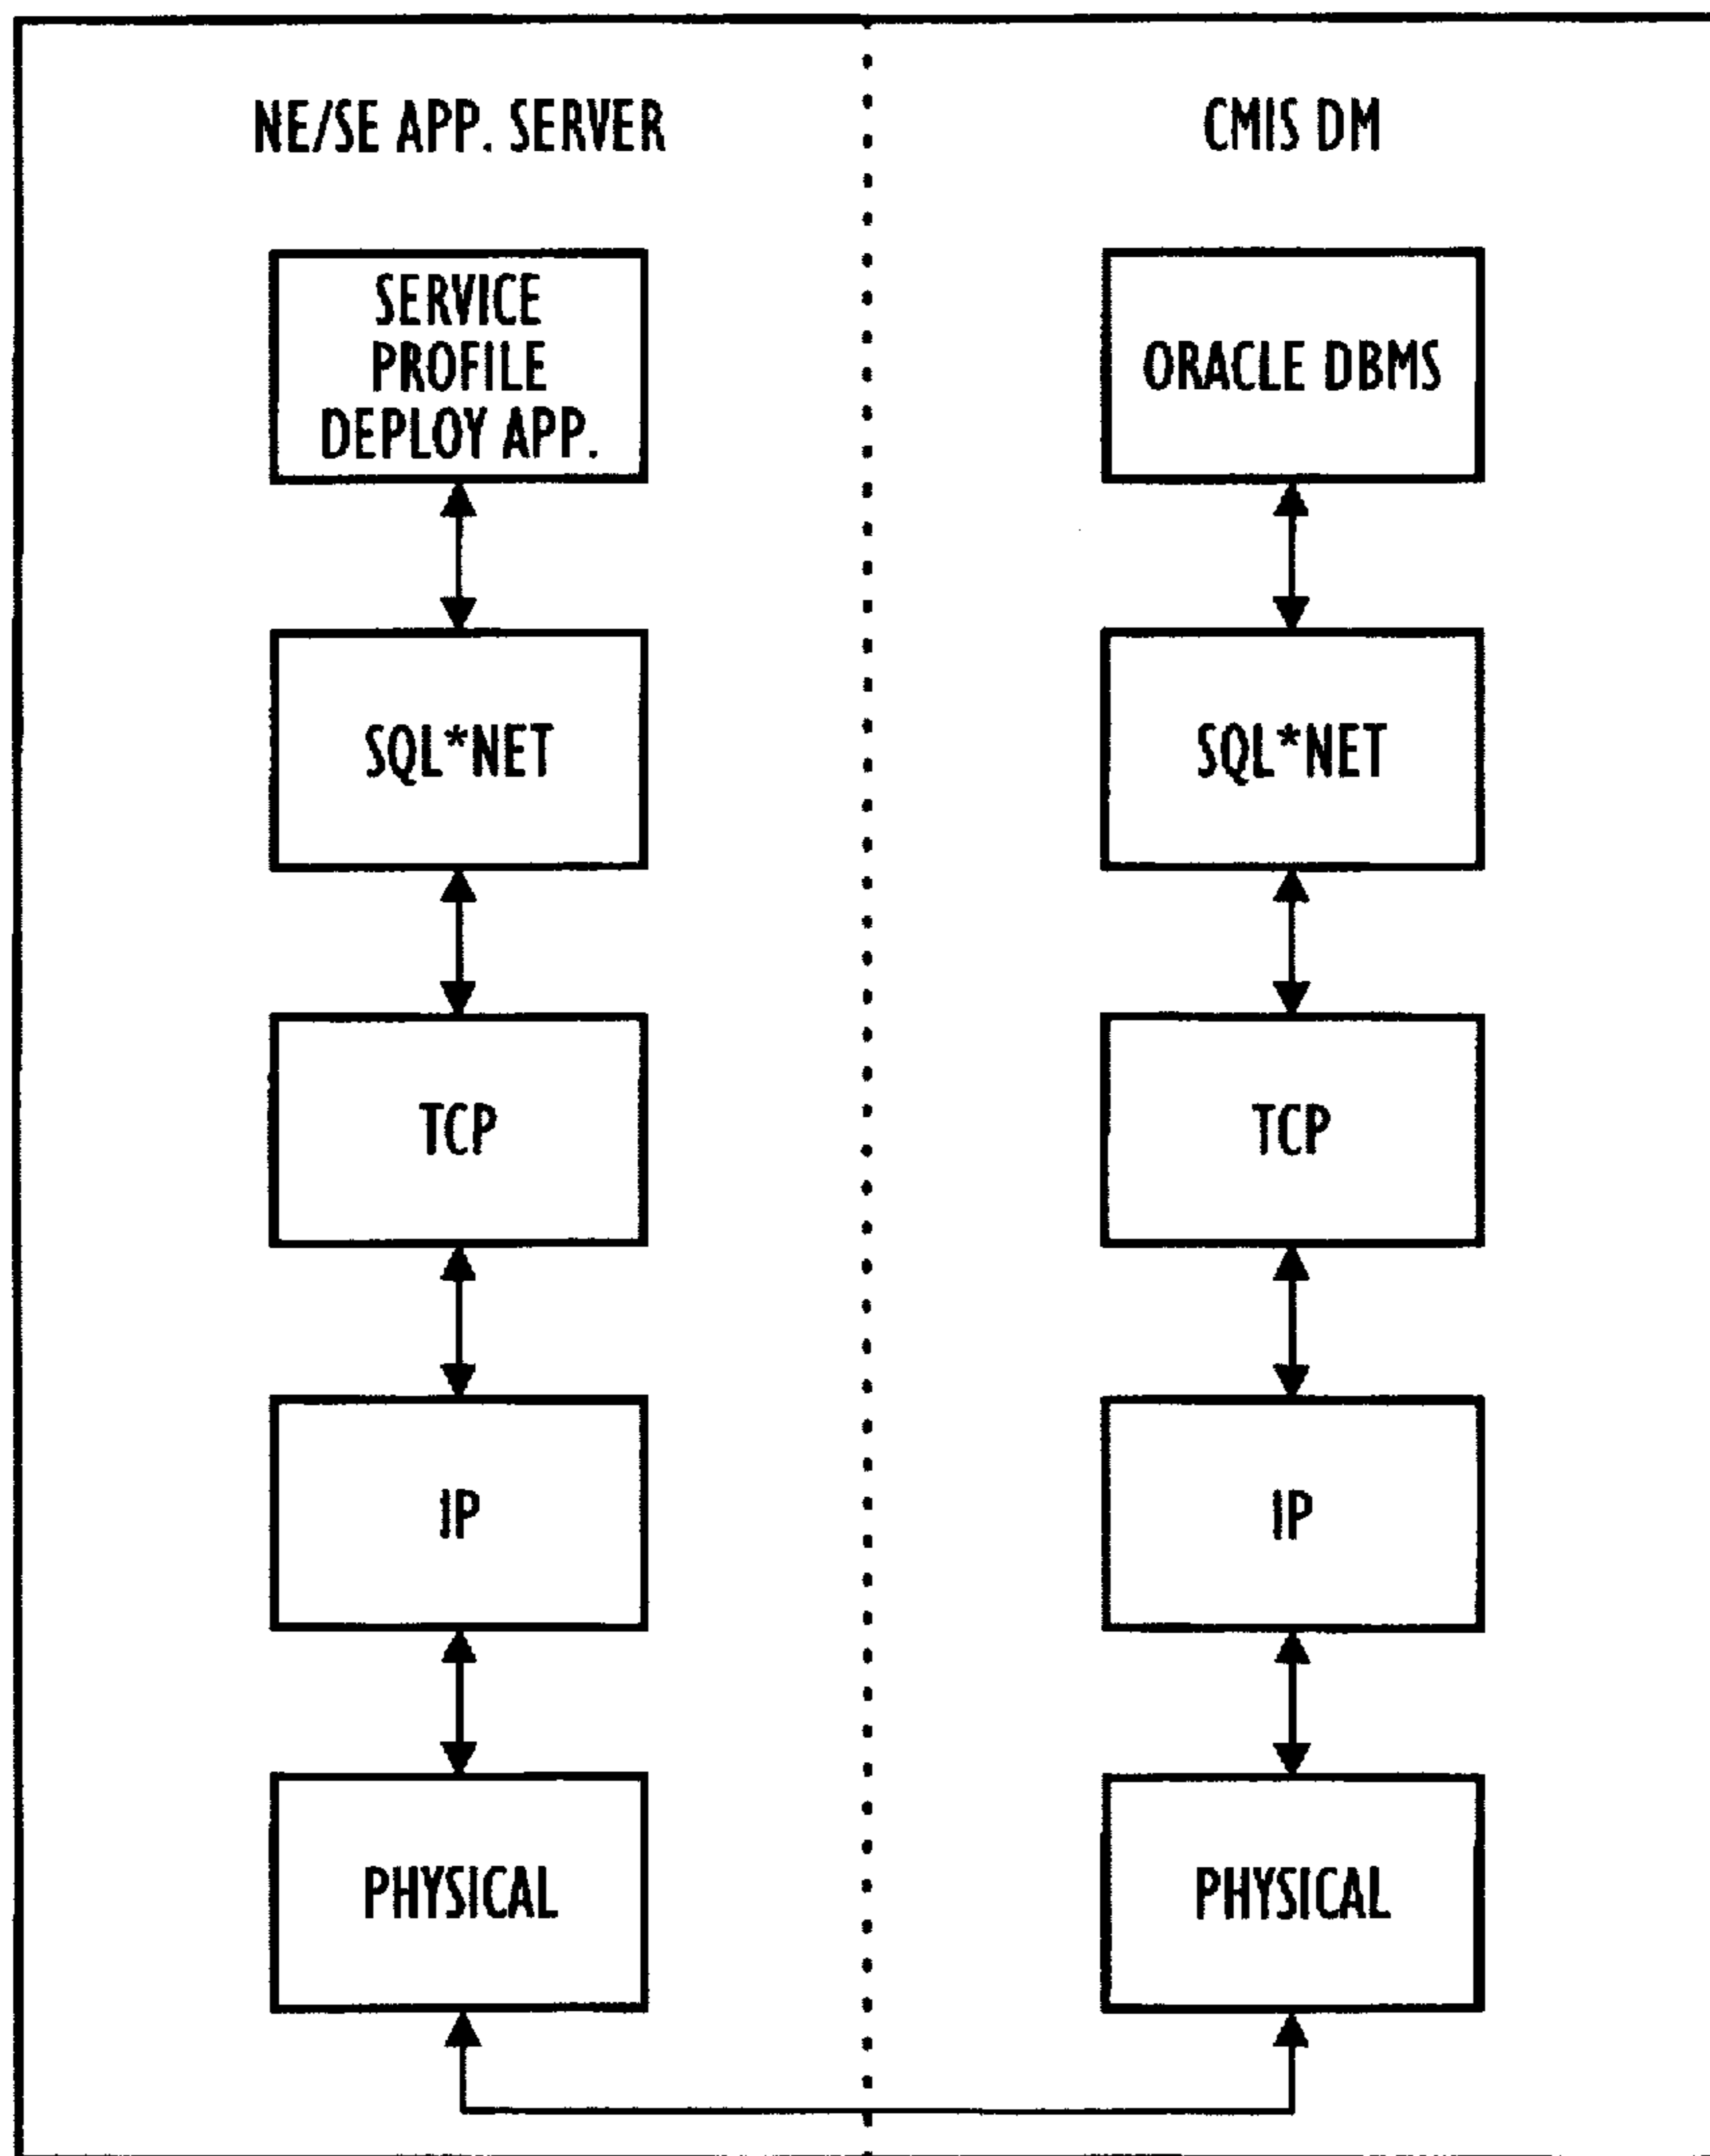 NE/SE APP. SERVER
SERVICE
PROFILE
DEPLOY APP.
SQL*NET
TCP
IP
PHYSICAL
CMIS DM
ORACLE DBMS
SQL*NET
TCP
IP
PHYSICAL